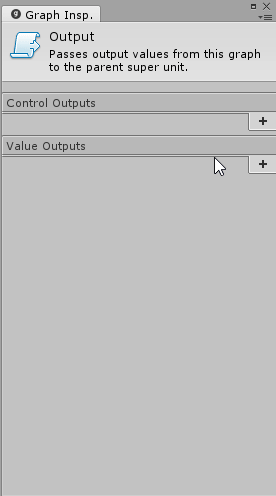 Graph Insp.
Output
Passes output values from this graph
to the parent super unit.
Control Outputs
+
Value Outputs
+